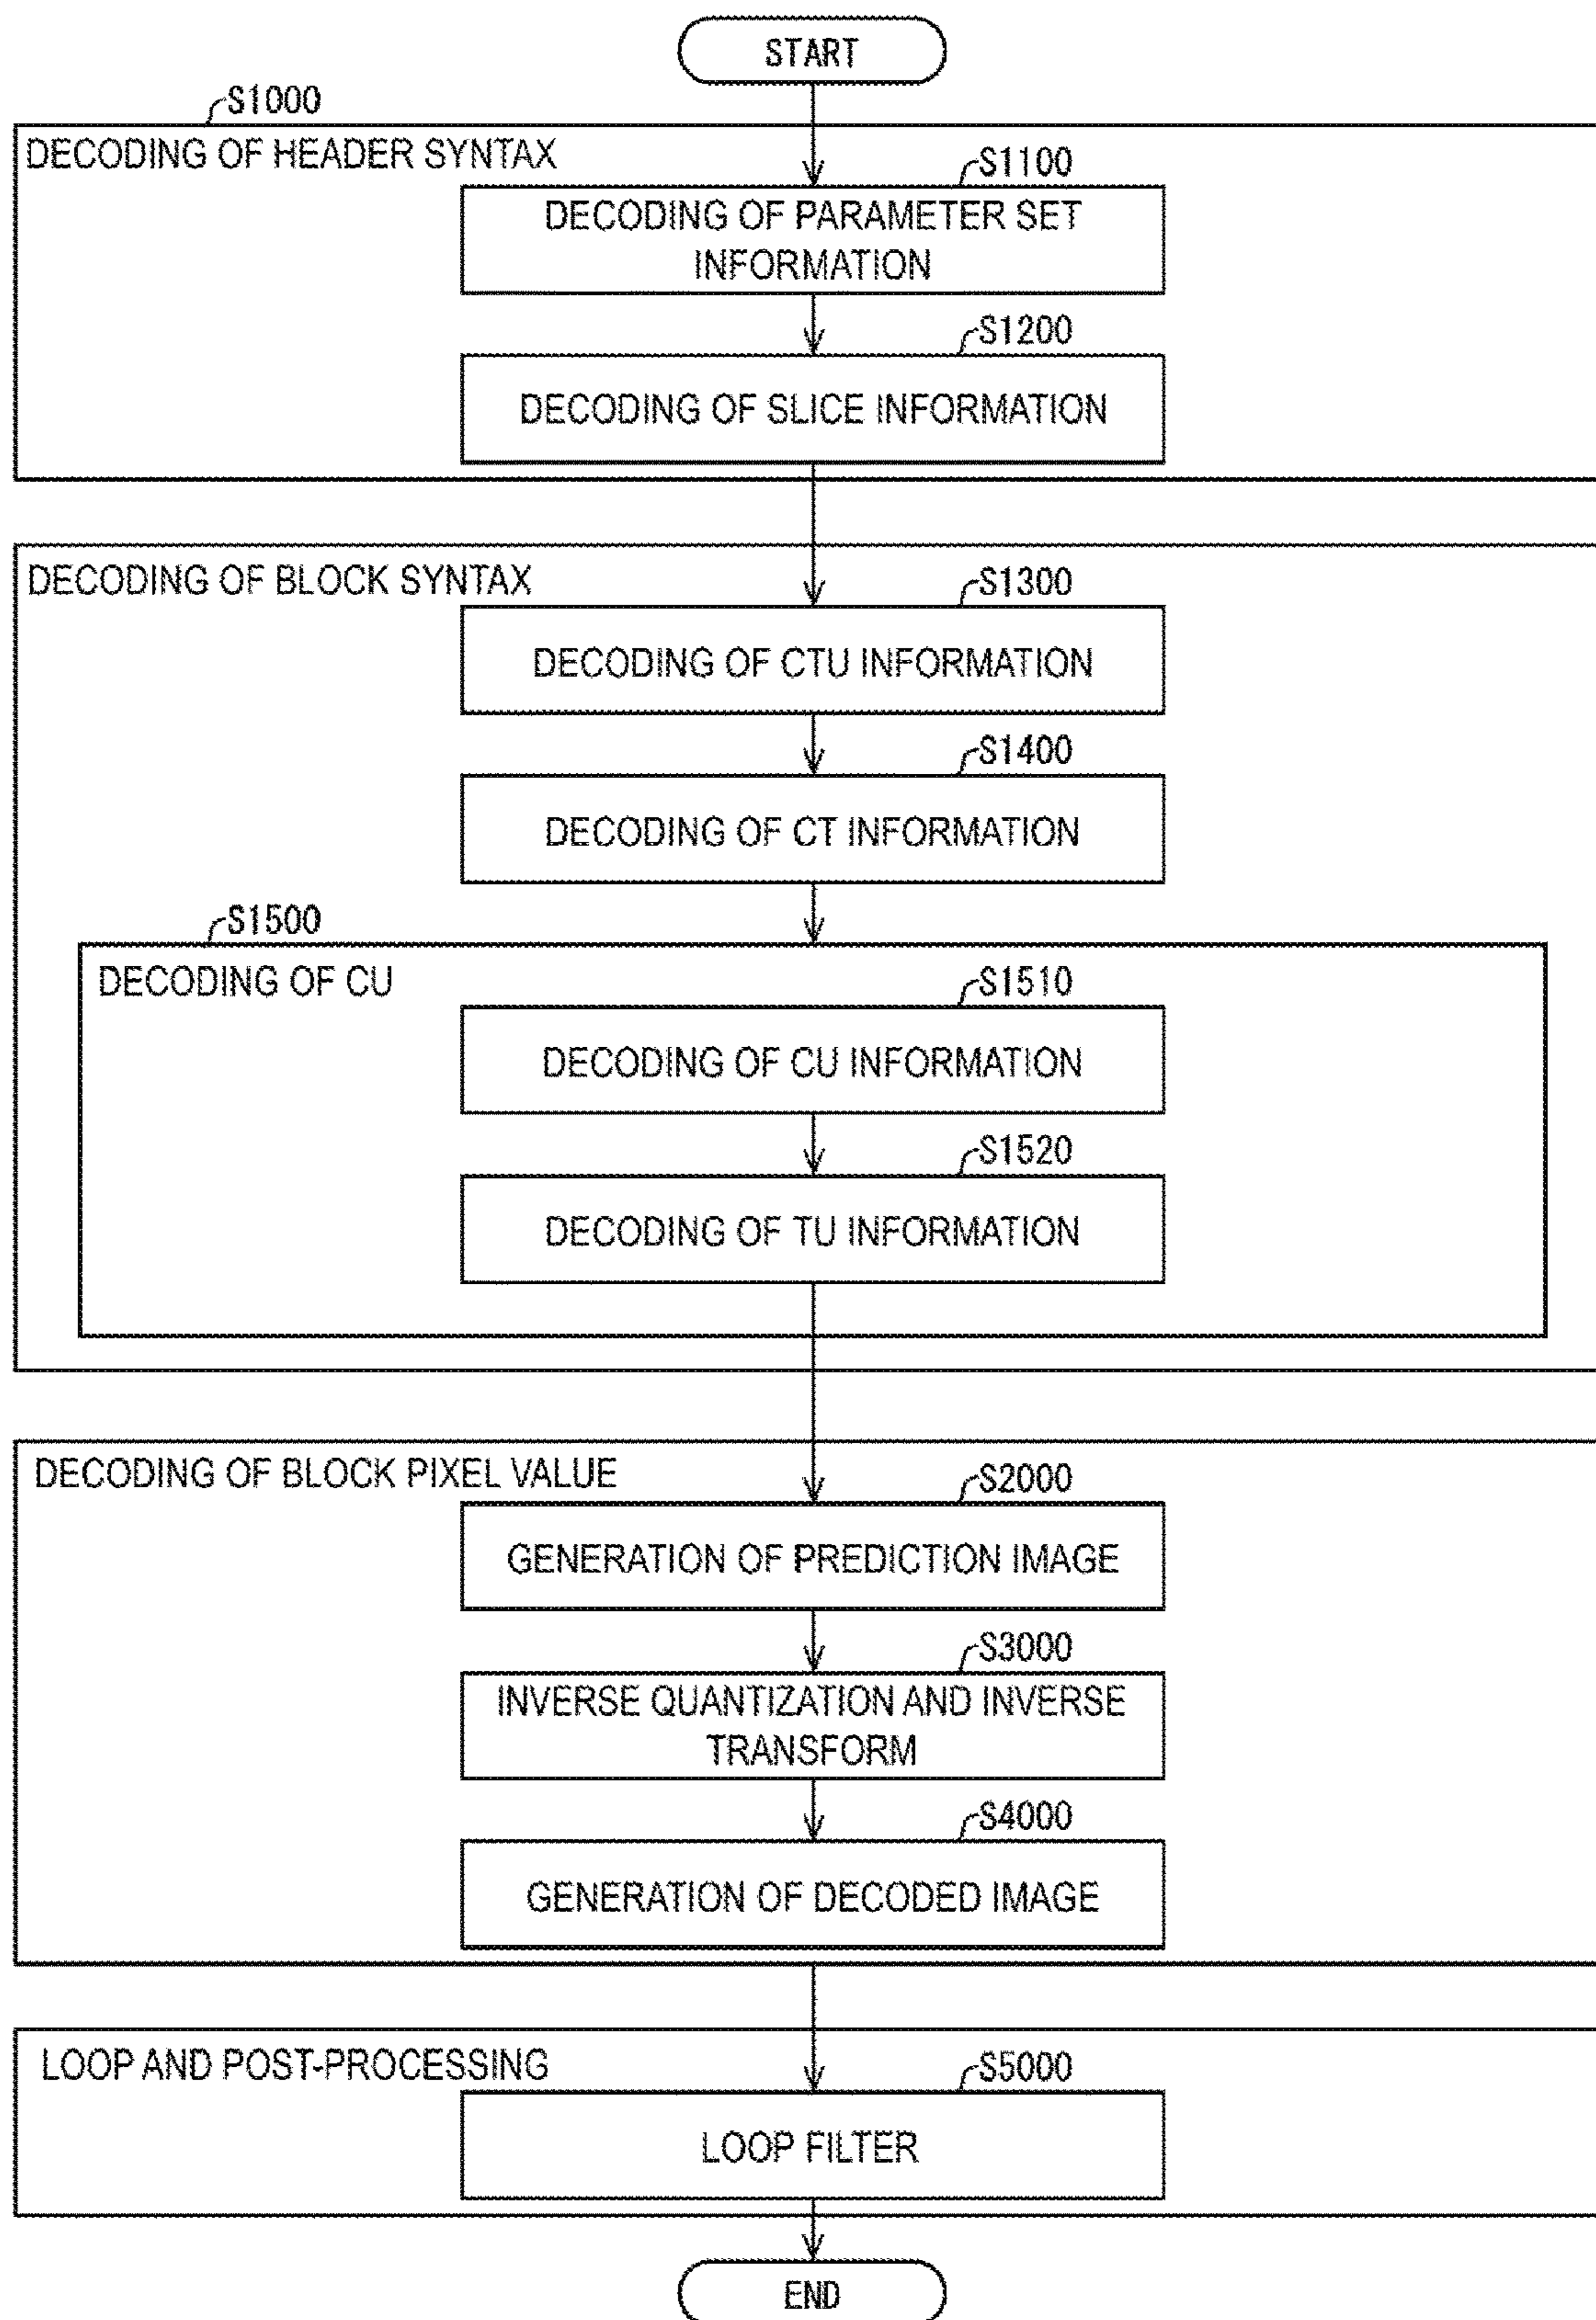 START
S1000
DECODING OF HEADER SYNTAX
S1100
DECODING OF PARAMETER SET
INFORMATION
S1200
DECODING OF SLICE INFORMATION
DECODING OF BLOCK SYNTAX
S1300
DECODING OF CTU INFORMATION
S1400
DECODING OF CT INFORMATION
S1500
DECODING OF CU
S1510
DECODING OF CU INFORMATION
S1520
DECODING OF TU INFORMATION
DECODING OF BLOCK PIXEL VALUE
S2000
GENERATION OF PREDICTION IMAGE
S3000
INVERSE QUANTIZATION AND INVERSE
TRANSFORM
S4000
GENERATION OF DECODED IMAGE
LOOP AND POST-PROCESSING
S5000
LOOP FILTER
END